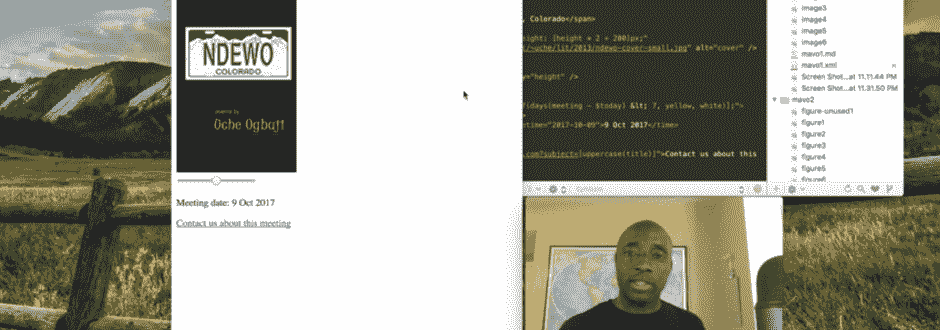 NDEWO
COLORADO
poems by
Uche Ogbuji
Meeting date: 9 Oct 2017
Contact us about this meeting
, Colorado</span>
eight: [height * 2 + 200]px;"
/~uche/lit/2013/ndewo-cover-small.jpg" alt="cover" />
pe="height" />
f(days(meeting - $today) &lt; 7, yellow, white)];">
etime="2017-10-09">9 Oct 2017</time>
.com?subject=[uppercase(title)]">Contact us about this
image3
image4
image5
image6
mavo1.md
mavo1.xml
Screen Shot...at 11.11.44 PM
Screen Shot...at 11.31.50 PM
mavo2
figure-unused1
figure1
figure2
figure3
figure4
figure5
figure6